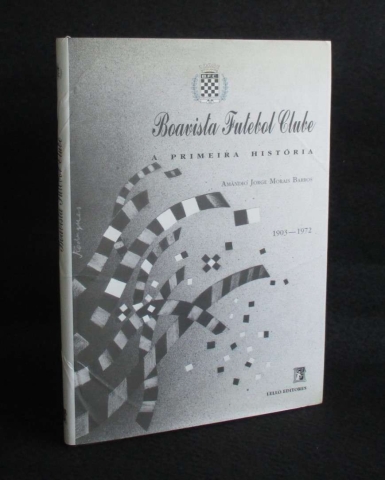 B.F.C.
Boavista Futebol Clube
A PRIMEIRA HISTÓRIA
AMÂNDIO JORGE MORAIS BARROS
1903—1972
LELLO EDITORES